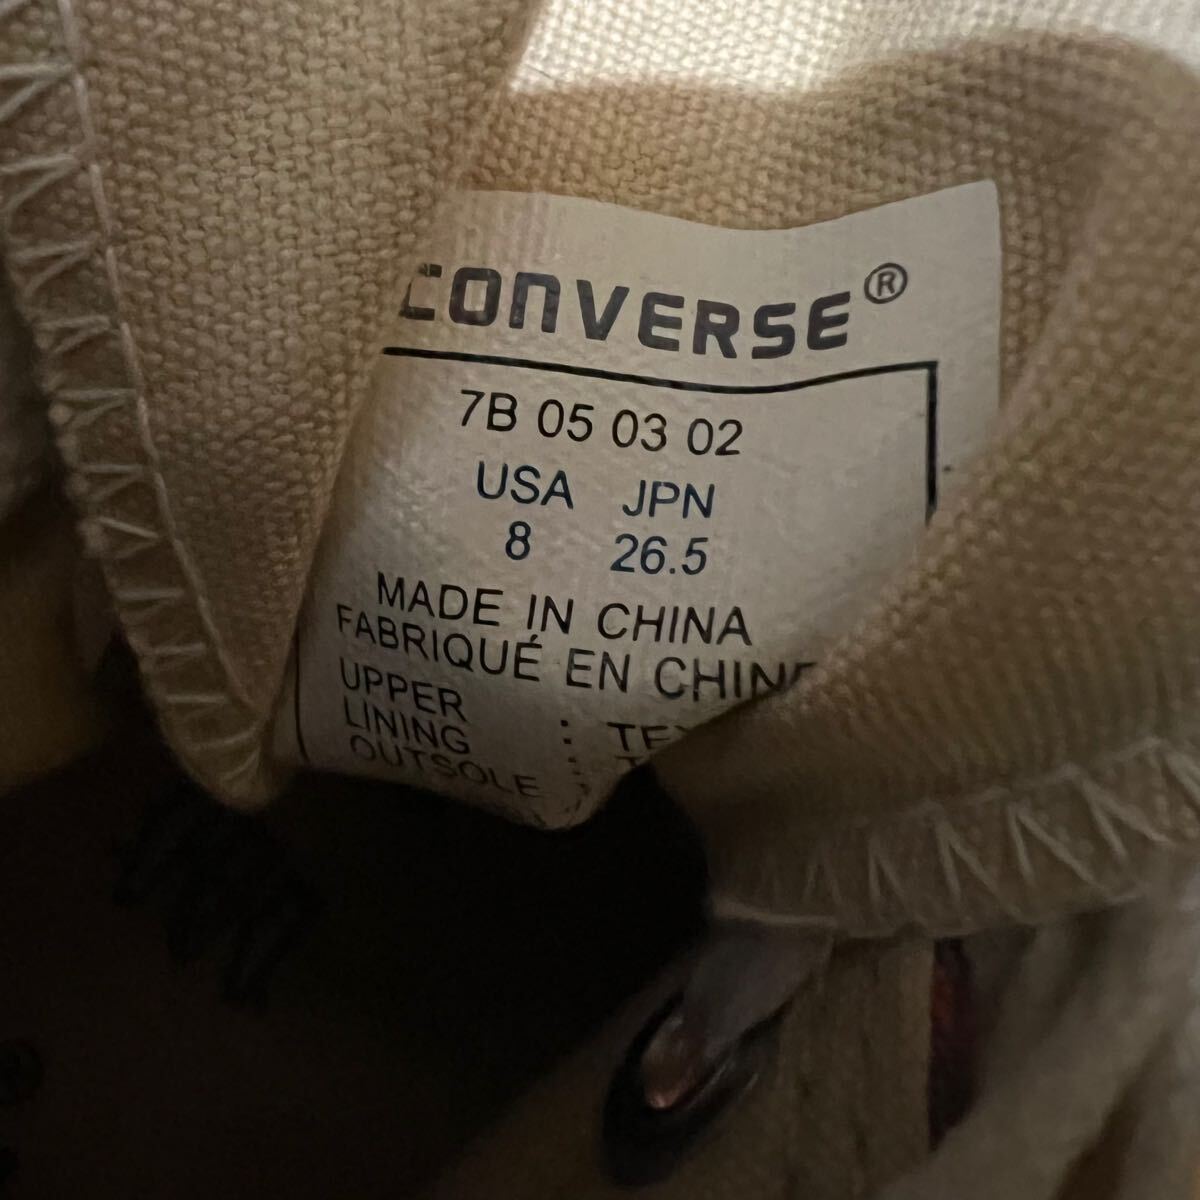 CONVERSE®
7B 05 03 02
USA JPN
8 26.5
MADE IN CHINA
FABRIQUÉ EN CHINE
UPPER
LINING :
OUTSOLE :